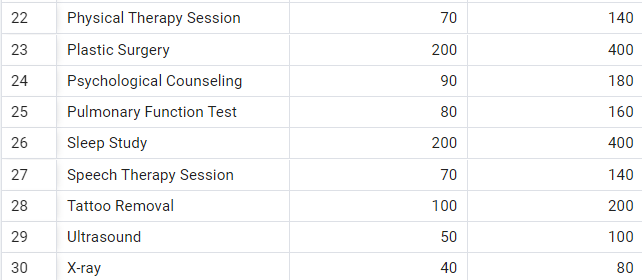 22 Physical Therapy Session 70 140
23 Plastic Surgery 200 400
24 Psychological Counseling 90 180
25 Pulmonary Function Test 80 160
26 Sleep Study 200 400
27 Speech Therapy Session 70 140
28 Tattoo Removal 100 200
29 Ultrasound 50 100
30 X-ray 40 80